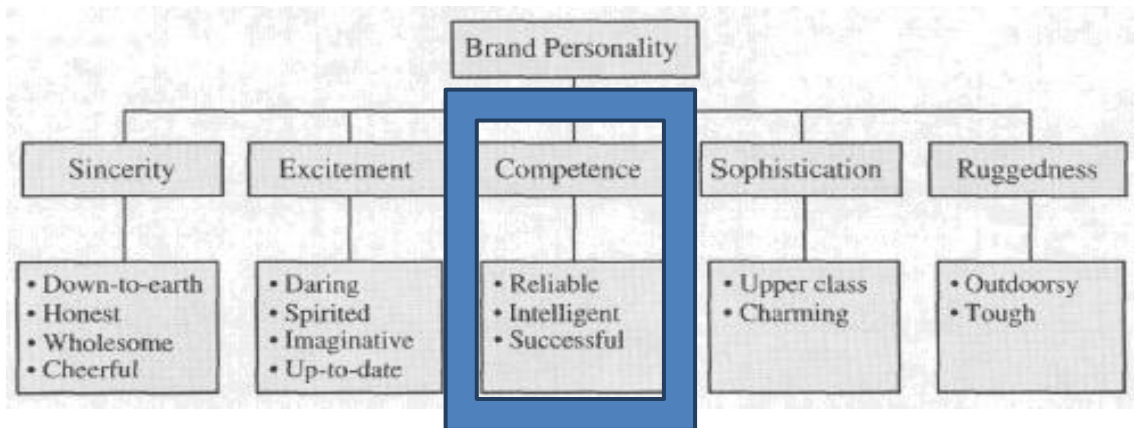 Brand Personality
Sincerity
Excitement
Competence
Sophistication
Ruggedness
• Down-to-earth
• Honest
• Wholesome
• Cheerful
• Daring
• Spirited
• Imaginative
• Up-to-date
• Reliable
• Intelligent
• Successful
• Upper class
• Charming
• Outdoorsy
• Tough